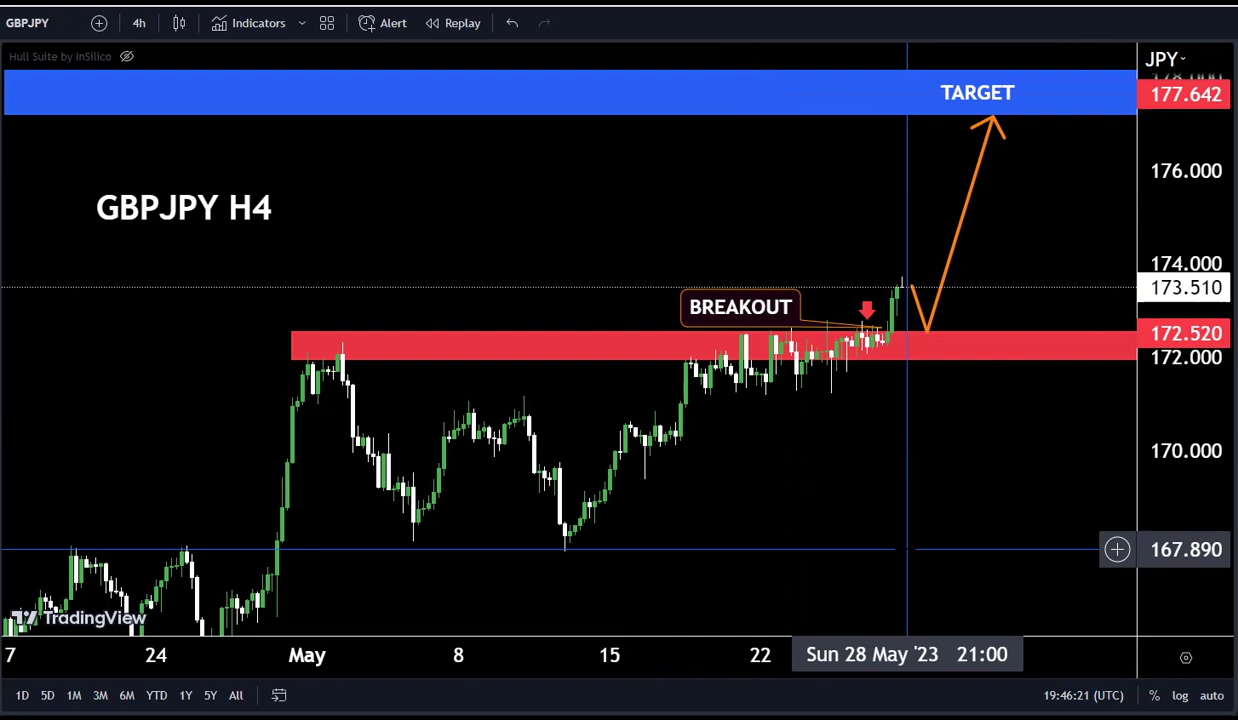 GBPJPY 4h Indicators Alert Replay
Hull Suite by InSilico
JPY
178.000
TARGET
177.642
176.000
GBPJPY H4
174.000
173.510
BREAKOUT
172.520
172.000
170.000
167.890
TradingView
7 24 May 8 15 22 Sun 28 May '23 21:00
1D 5D 1M 3M 6M YTD 1Y 5Y All 19:46:21 (UTC) % log auto